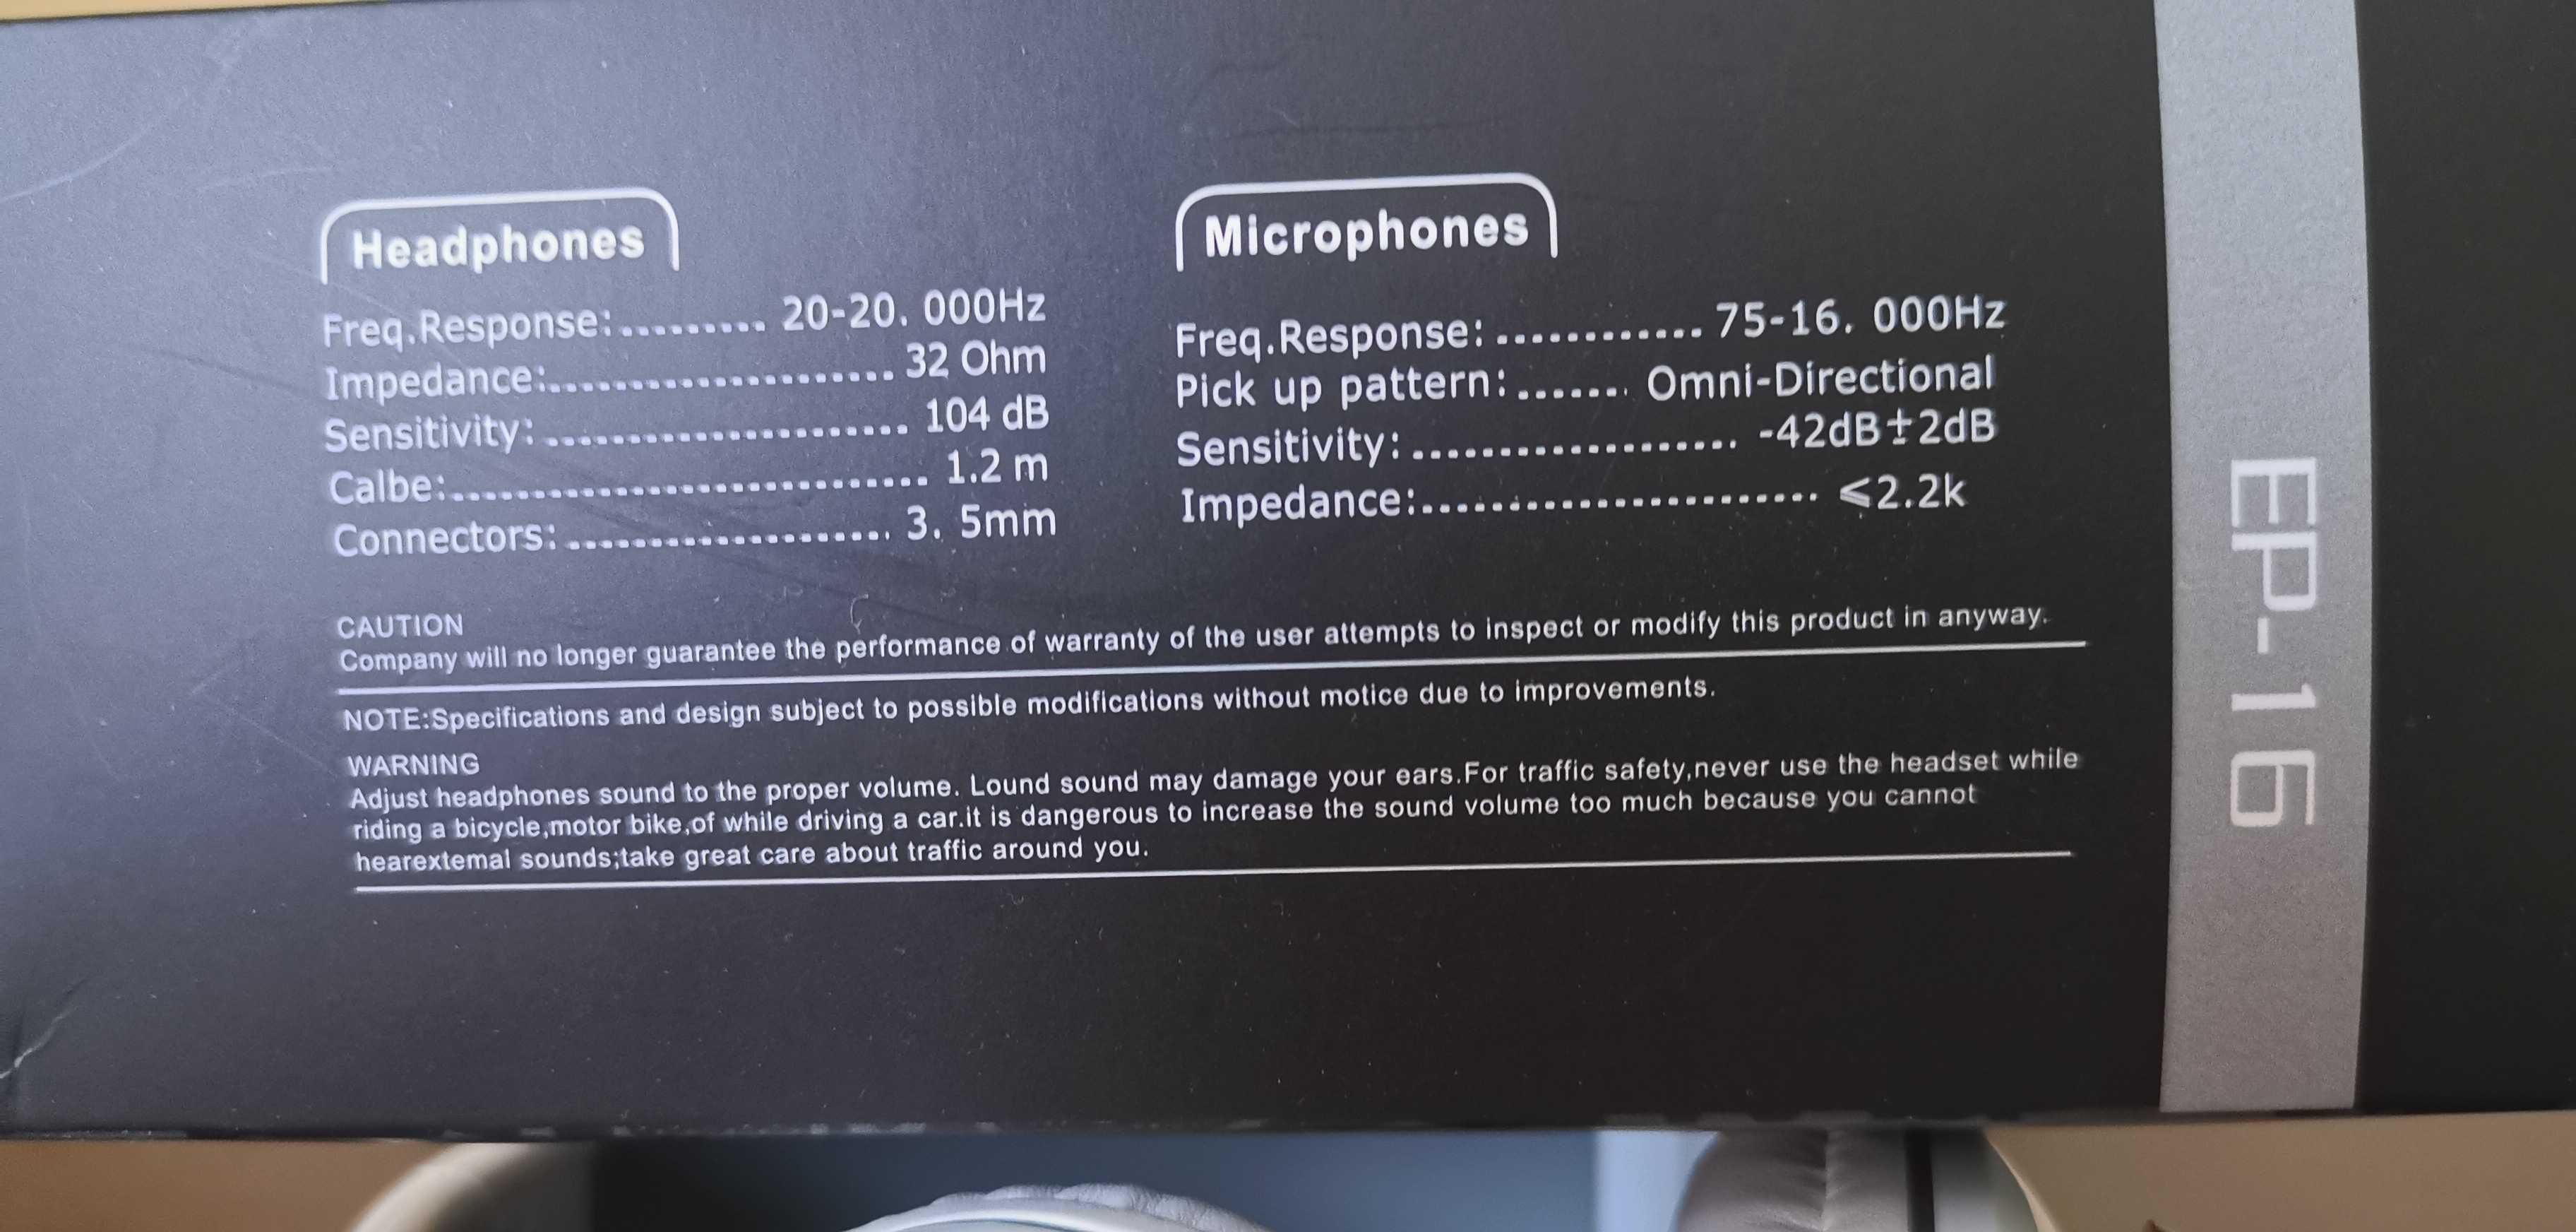 Headphones
Freq.Response:......... 20-20. 000Hz
Impedance:..................... 32 Ohm
Sensitivity:...................... 104 dB
Calbe:............................. 1.2 m
Connectors:.................... 3. 5mm
Microphones
Freq.Response:............ 75-16. 000Hz
Pick up pattern:....... Omni-Directional
Sensitivity:.................... -42dB±2dB
Impedance:........................ ⩽2.2k
CAUTION
Company will no longer guarantee the performance of warranty of the user attempts to inspect or modify this product in anyway.
NOTE:Specifications and design subject to possible modifications without motice due to improvements.
WARNING
Adjust headphones sound to the proper volume. Lound sound may damage your ears.For traffic safety,never use the headset while
riding a bicycle,motor bike,of while driving a car.it is dangerous to increase the sound volume too much because you cannot
hearextemal sounds;take great care about traffic around you.
EP-16